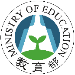 MINISTRY OF EDUCATION
教育部